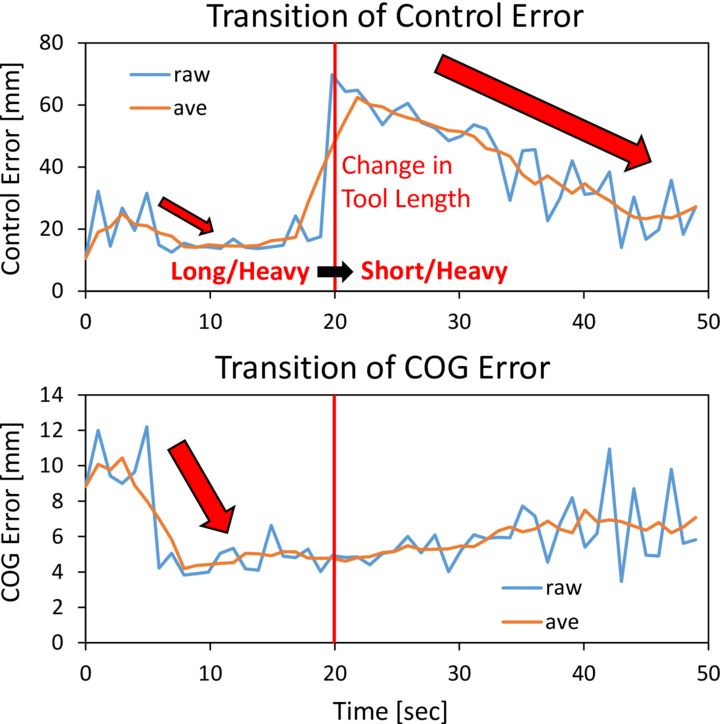 Transition of Control Error
Control Error [mm]
80
60
40
20
0
raw
ave
Change in
Tool Length
Long/Heavy
Short/Heavy
0 10 20 30 40 50
Transition of COG Error
COG Error [mm]
14
12
10
8
6
4
2
0
raw
ave
0 10 20 30 40 50
Time [sec]